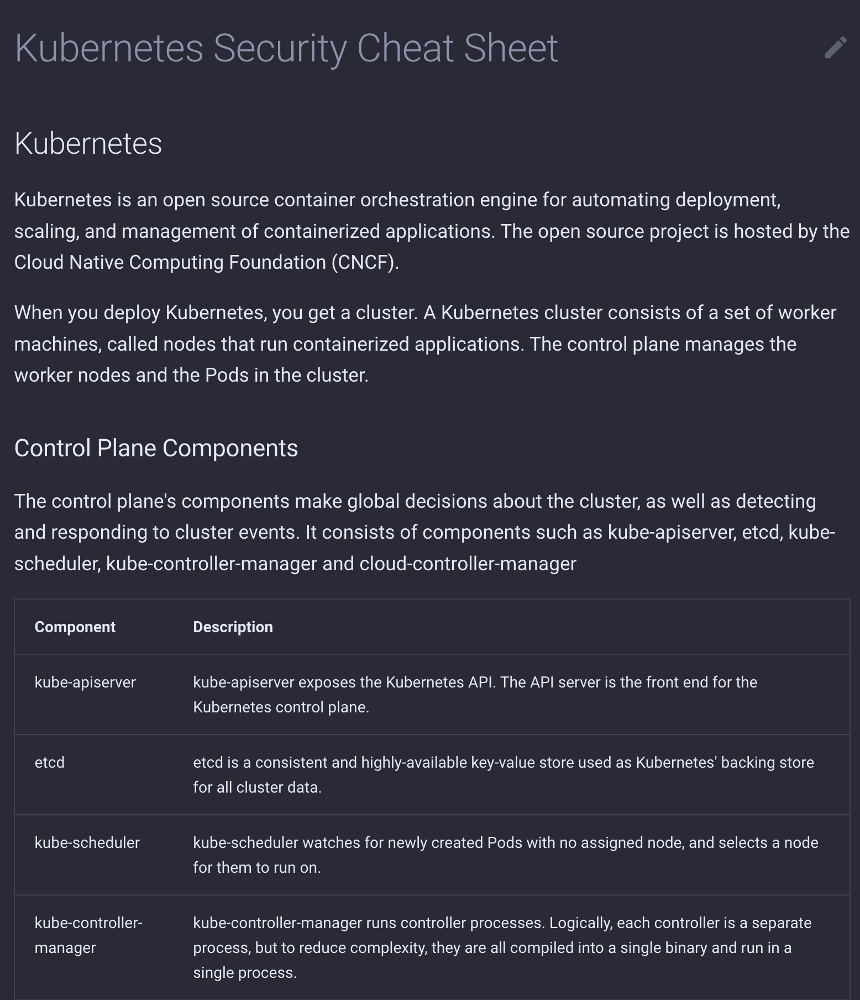 Kubernetes Security Cheat Sheet
Kubernetes
Kubernetes is an open source container orchestration engine for automating deployment,
scaling, and management of containerized applications. The open source project is hosted by the
Cloud Native Computing Foundation (CNCF).
When you deploy Kubernetes, you get a cluster. A Kubernetes cluster consists of a set of worker
machines, called nodes that run containerized applications. The control plane manages the
worker nodes and the Pods in the cluster.
Control Plane Components
The control plane's components make global decisions about the cluster, as well as detecting
and responding to cluster events. It consists of components such as kube-apiserver, etcd, kube-
scheduler, kube-controller-manager and cloud-controller-manager
Component Description
kube-apiserver kube-apiserver exposes the Kubernetes API. The API server is the front end for the
Kubernetes control plane.
etcd etcd is a consistent and highly-available key-value store used as Kubernetes' backing store
for all cluster data.
kube-scheduler kube-scheduler watches for newly created Pods with no assigned node, and selects a node
for them to run on.
kube-controller- kube-controller-manager runs controller processes. Logically, each controller is a separate
manager process, but to reduce complexity, they are all compiled into a single binary and run in a
single process.